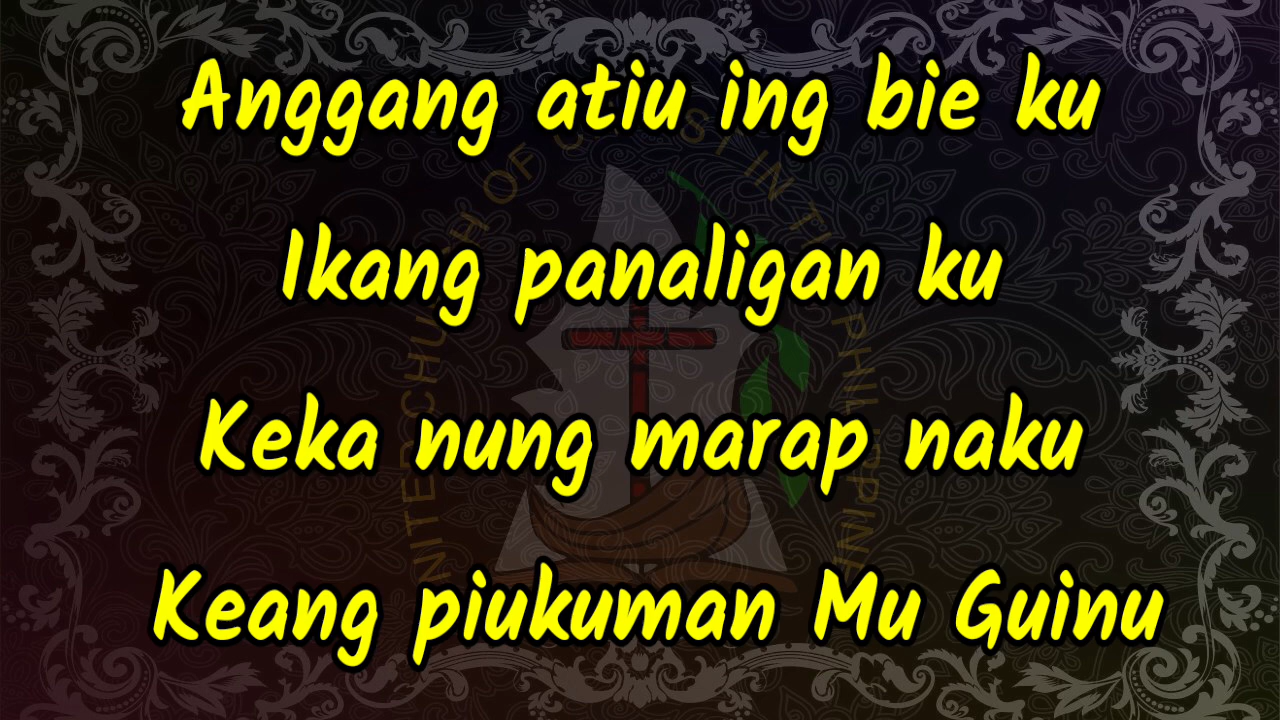 Anggang atiu ing bie ku
Ikang panaligan ku
Keka nung marap naku
Keang piukuman Mu Guinu